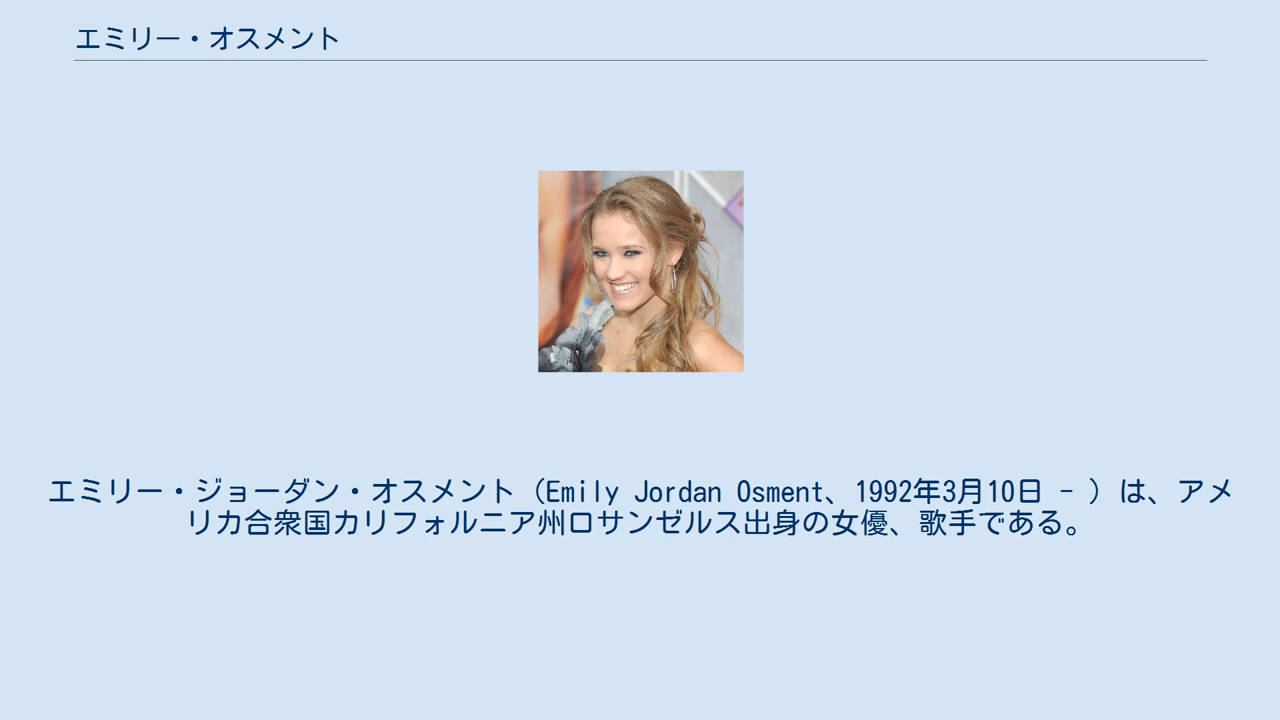 エミリー・オスメント
エミリー・ジョーダン・オスメント（Emily Jordan Osment、1992年3月10日 - ）は、アメ
リカ合衆国カリフォルニア州ロサンゼルス出身の女優、歌手である。